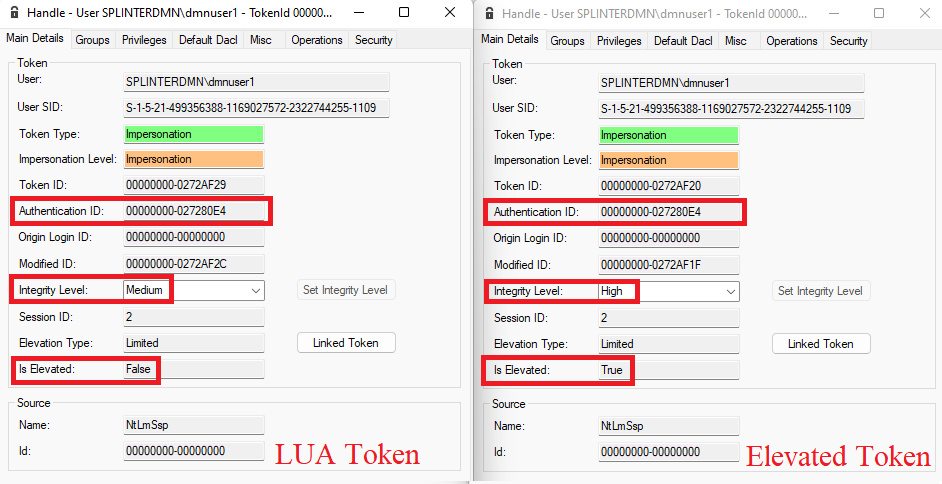 Handle - User SPLINTERDMN\dmnuser1 - TokenId 00000...
Main Details Groups Privileges Default Dacl Misc Operations Security
Token
User: SPLINTERDMN\dmnuser1
User SID: S-1-5-21-499356388-1169027572-2322744255-1109
Token Type: Impersonation
Impersonation Level: Impersonation
Token ID: 00000000-0272AF29
Authentication ID: 00000000-027280E4
Origin Login ID: 00000000-00000000
Modified ID: 00000000-0272AF2C
Integrity Level: Medium Set Integrity Level
Session ID: 2
Elevation Type: Limited Linked Token
Is Elevated: False
Source
Name: NtLmSsp
Id: 00000000-00000000
LUA Token
Handle - User SPLINTERDMN\dmnuser1 - TokenId 00000...
Main Details Groups Privileges Default Dacl Misc Operations Security
Token
User: SPLINTERDMN\dmnuser1
User SID: S-1-5-21-499356388-1169027572-2322744255-1109
Token Type: Impersonation
Impersonation Level: Impersonation
Token ID: 00000000-0272AF20
Authentication ID: 00000000-027280E4
Origin Login ID: 00000000-00000000
Modified ID: 00000000-0272AF1F
Integrity Level: High Set Integrity Level
Session ID: 2
Elevation Type: Limited Linked Token
Is Elevated: True
Source
Name: NtLmSsp
Id: 00000000-00000000
Elevated Token